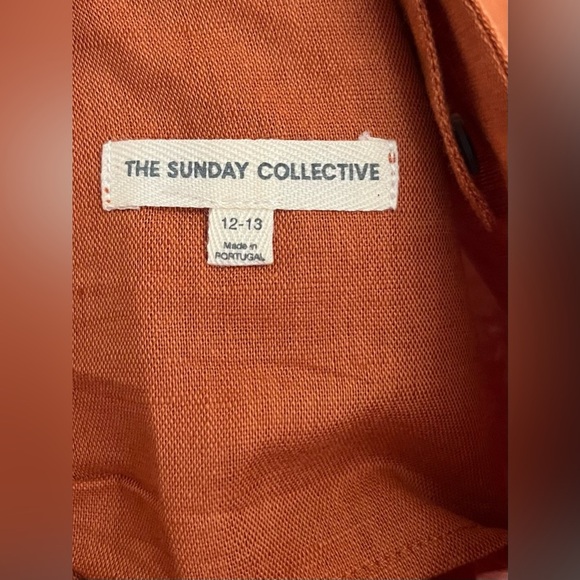 THE SUNDAY COLLECTIVE
12-13
Made in
PORTUGAL